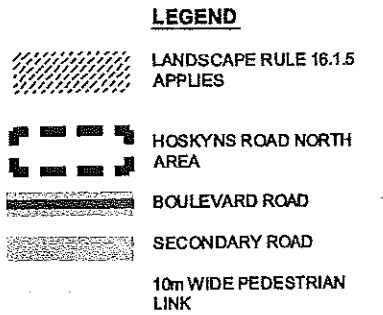 LEGEND
LANDSCAPE RULE 16.1.5
APPLIES
HOSKYNS ROAD NORTH
AREA
BOULEVARD ROAD
SECONDARY ROAD
10m WIDE PEDESTRIAN
LINK